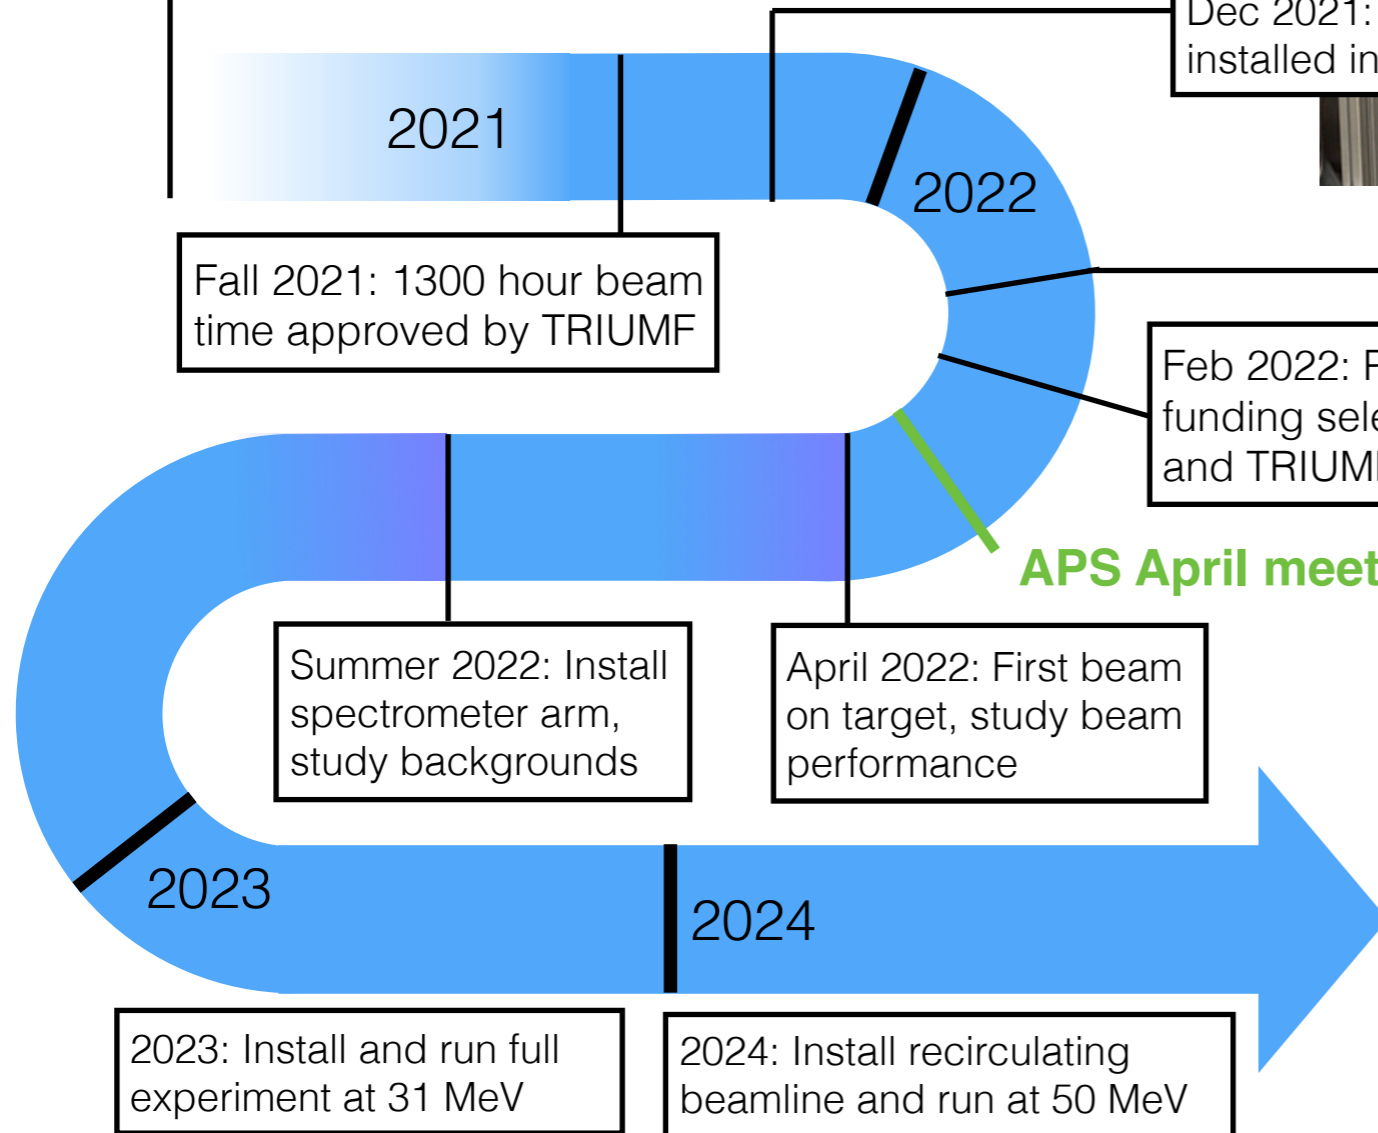 Dec 2021:
installed in
2021
2022
Fall 2021: 1300 hour beam
time approved by TRIUMF
Feb 2022:
funding
and
APS April
Summer 2022: Install
spectrometer arm,
study backgrounds
April 2022: First beam
on target, study beam
performance
2023
2024
2023: Install and run full
experiment at 31 MeV
2024: Install recirculating
beamline and run at 50 MeV